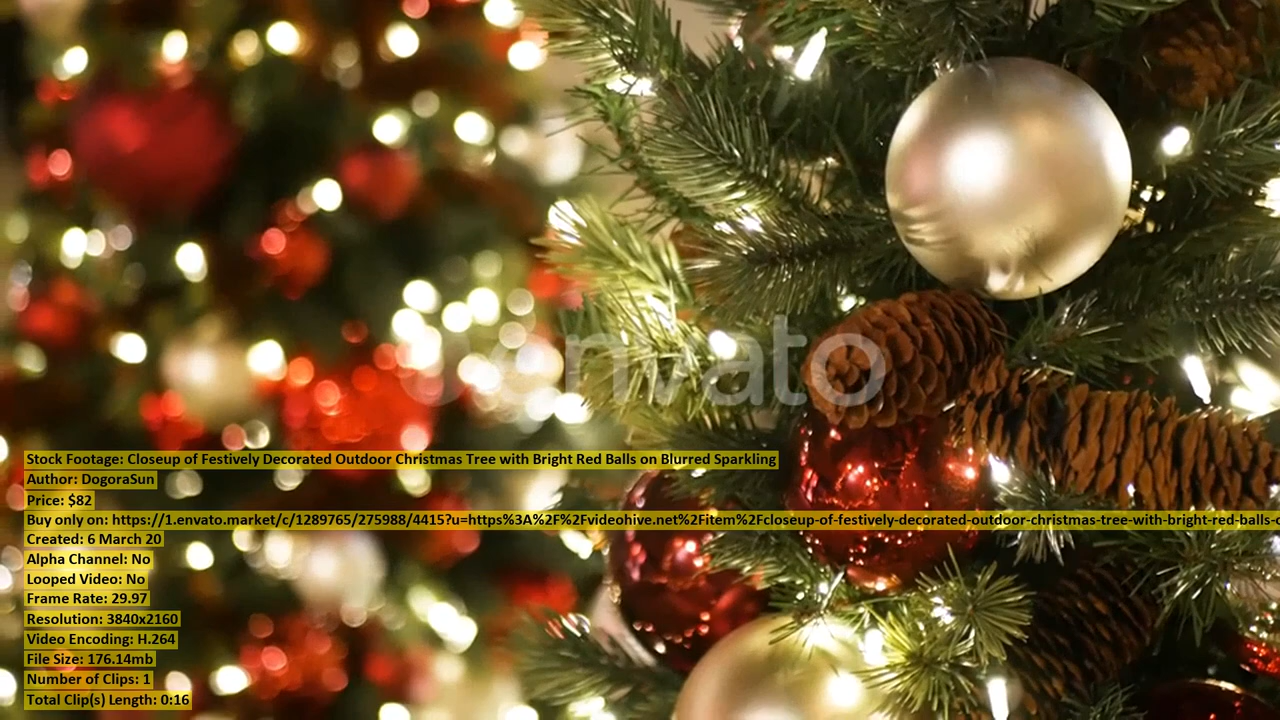 envato
Stock Footage: Closeup of Festively Decorated Outdoor Christmas Tree with Bright Red Balls on Blurred Sparkling
Author: DogoraSun
Price: $82
Buy only on: https://1.envato.market/c/1289765/275988/4415?u=https%3A%2F%2Fvideohive.net%2Fitem%2Fcloseup-of-festively-decorated-outdoor-christmas-tree-with-bright-red-balls-o
Created: 6 March 20
Alpha Channel: No
Looped Video: No
Frame Rate: 29.97
Resolution: 3840x2160
Video Encoding: H.264
File Size: 176.14mb
Number of Clips: 1
Total Clip(s) Length: 0:16